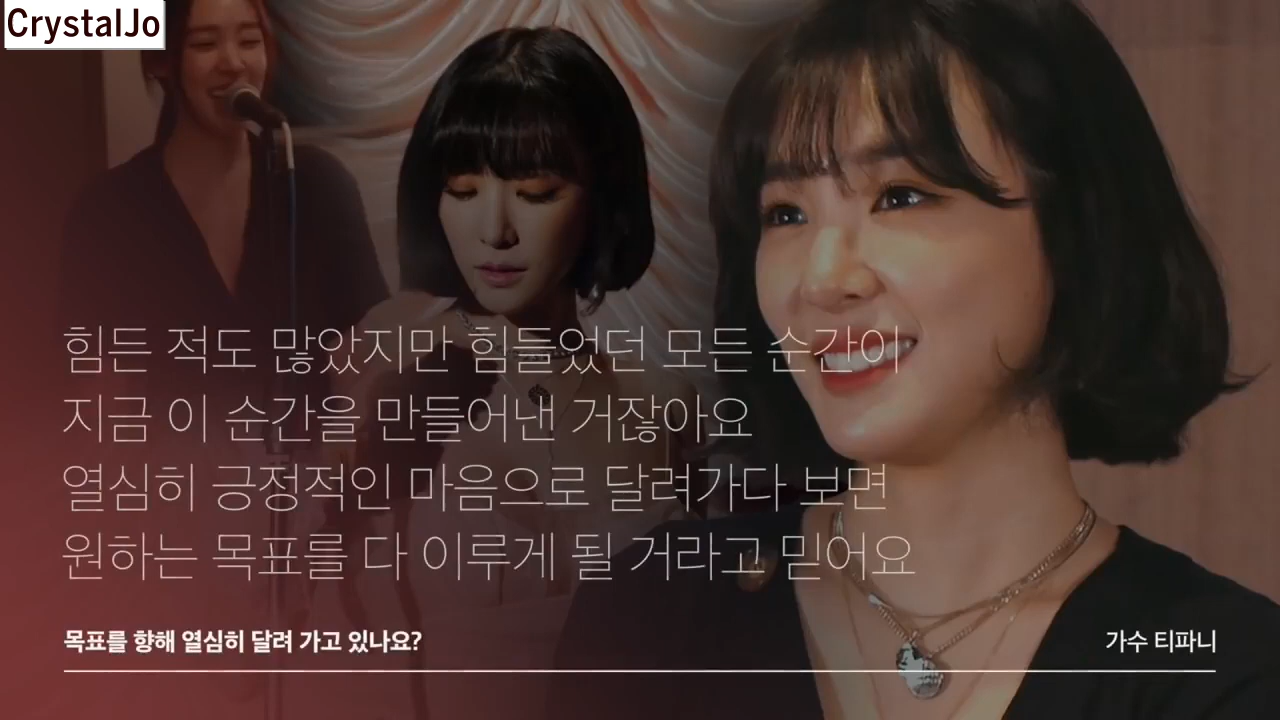 CrystalJo
힘든 적도 많았지만 힘들었던 모든 순간이
지금 이 순간을 만들어낸 거잖아요
열심히 긍정적인 마음으로 달려가다 보면
원하는 목표를 다 이루게 될 거라고 믿어요
목표를 향해 열심히 달려 가고 있나요?
가수 티파니